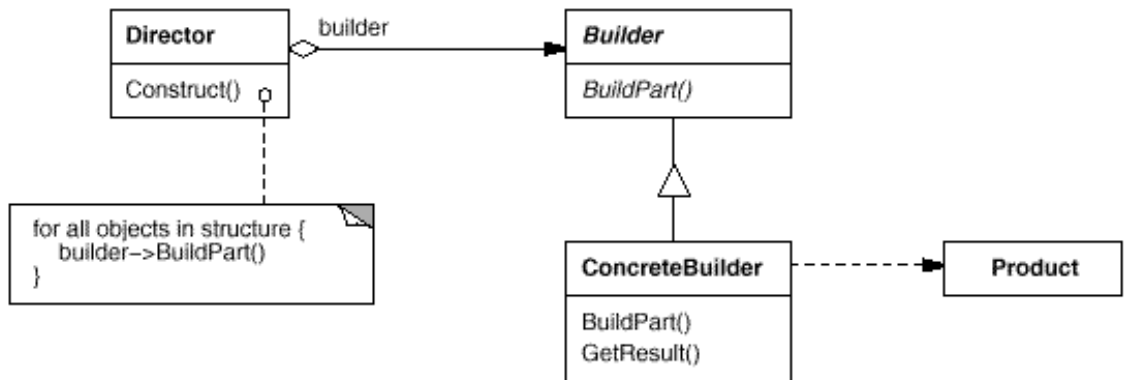 Director
Construct()
builder
Builder
BuildPart()
for all objects in structure {
builder–>BuildPart()
}
ConcreteBuilder
BuildPart()
GetResult()
Product